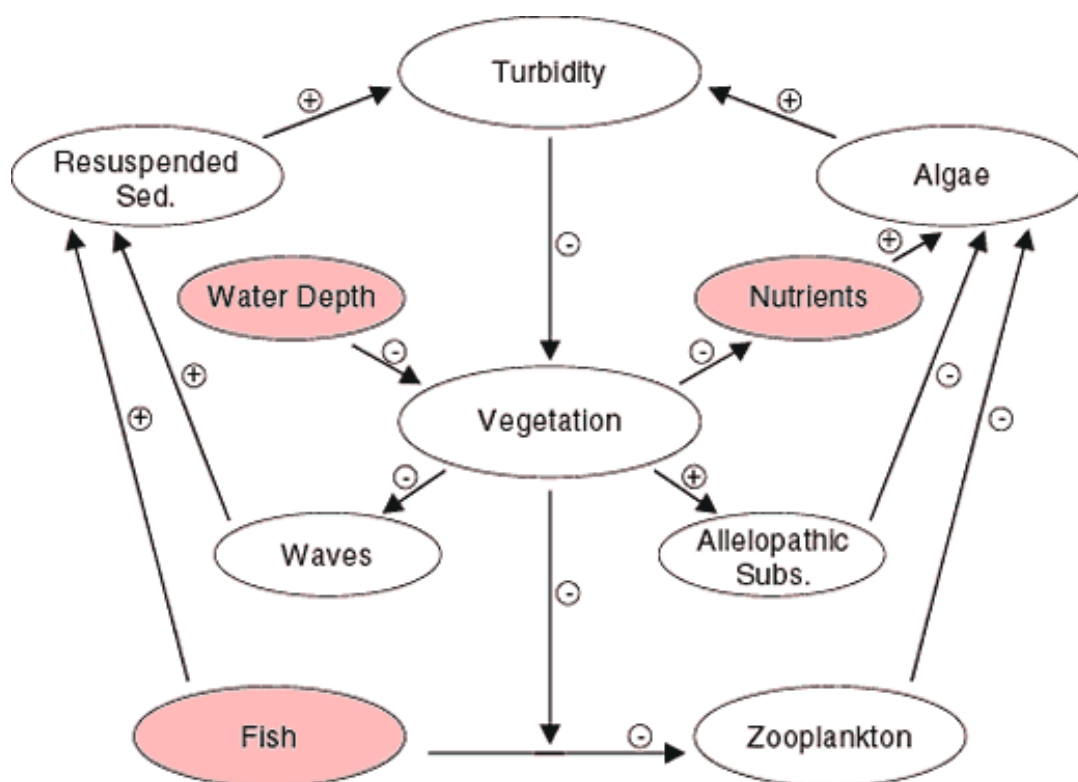 Turbidity
+
+
Resuspended
Sed.
Algae
-
+
Water Depth
Nutrients
-
-
+
-
+
-
Vegetation
-
+
Waves
Allelopathic
Subs.
-
Fish
-
Zooplankton